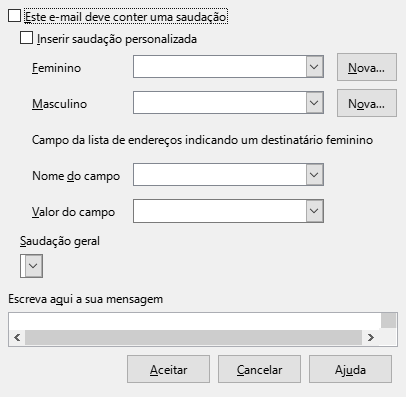 Este e-mail deve conter uma saudação
Inserir saudação personalizada
Feminino
Nova...
Masculino
Nova...
Campo da lista de endereços indicando um destinatário feminino
Nome do campo
Valor do campo
Saudação geral
Escreva aqui a sua mensagem
Aceitar
Cancelar
Ajuda